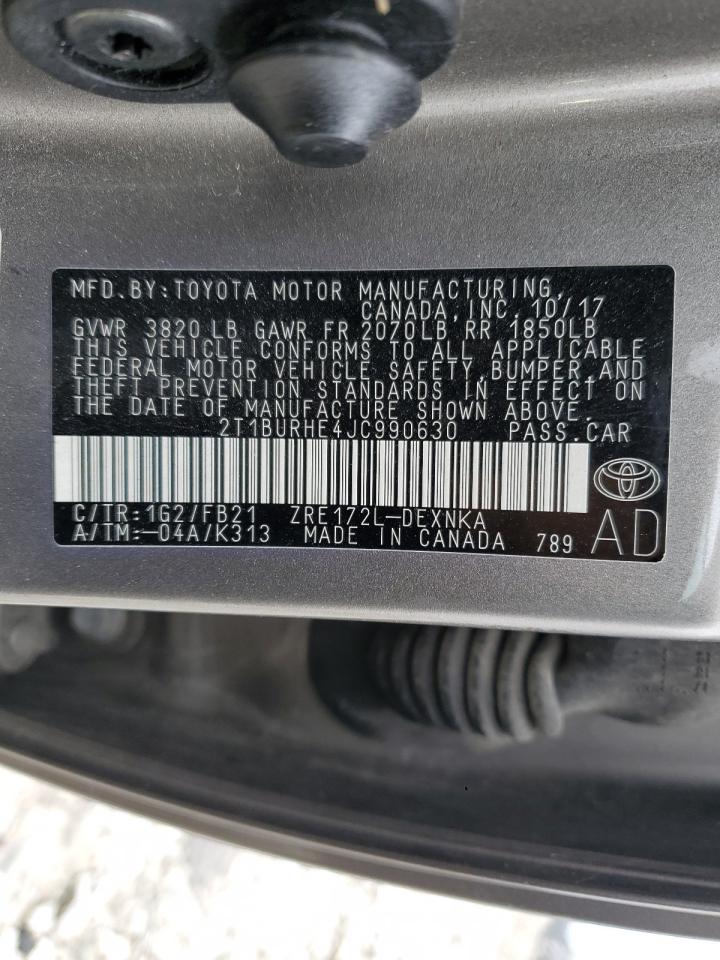 MFD.BY:TOYOTA MOTOR MANUFACTURING,
CANADA,INC. 10/17
GVWR 3820 LB GAWR FR 2070LB RR 1850LB
THIS VEHICLE CONFORMS TO ALL APPLICABLE
FEDERAL MOTOR VEHICLE SAFETY BUMPER AND
THEFT PREVENTION STANDARDS IN EFFECT ON
THE DATE OF MANUFACTURE SHOWN ABOVE.
2T1BURHE4JC990630 PASS.CAR
C/TR:1G2/FB21 ZRE172L-DEXNKA
A/TM:-04A/K313 MADE IN CANADA 789 AD